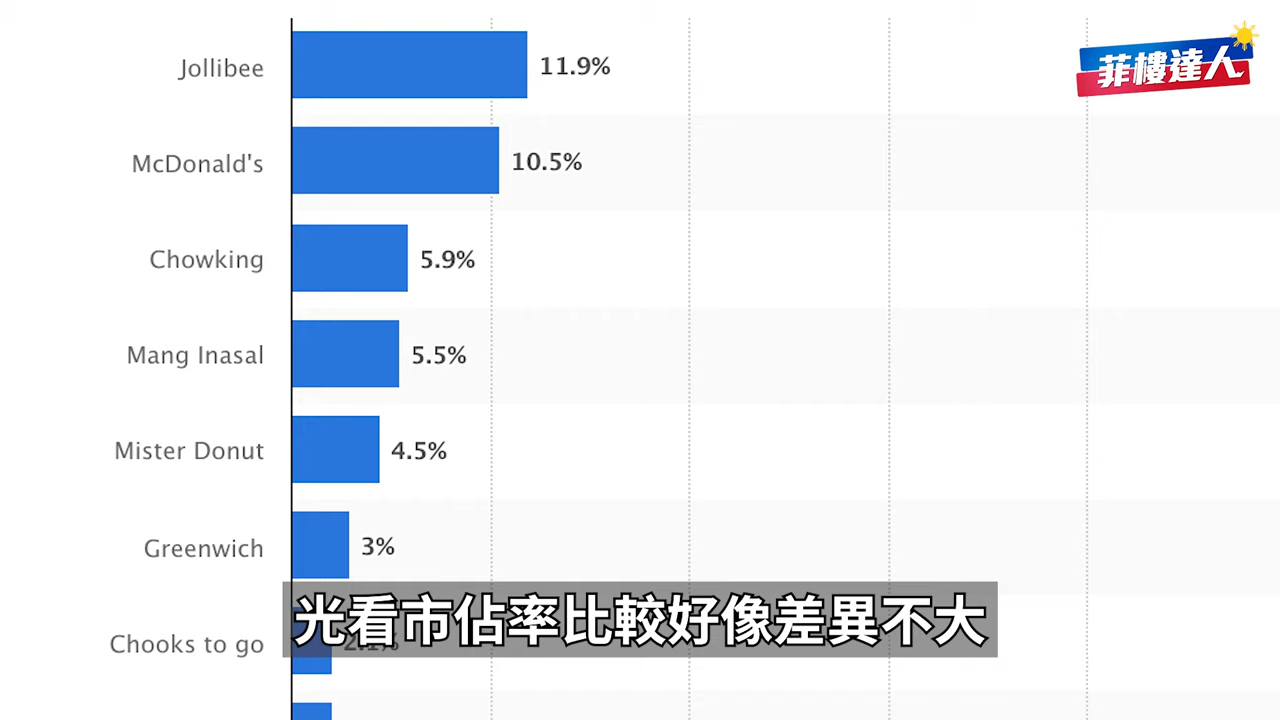 菲樓達人
Jollibee 11.9%
McDonald's 10.5%
Chowking 5.9%
Mang Inasal 5.5%
Mister Donut 4.5%
Greenwich 3%
Chooks to go 2.1%
光看市佔率比較好像差異不大